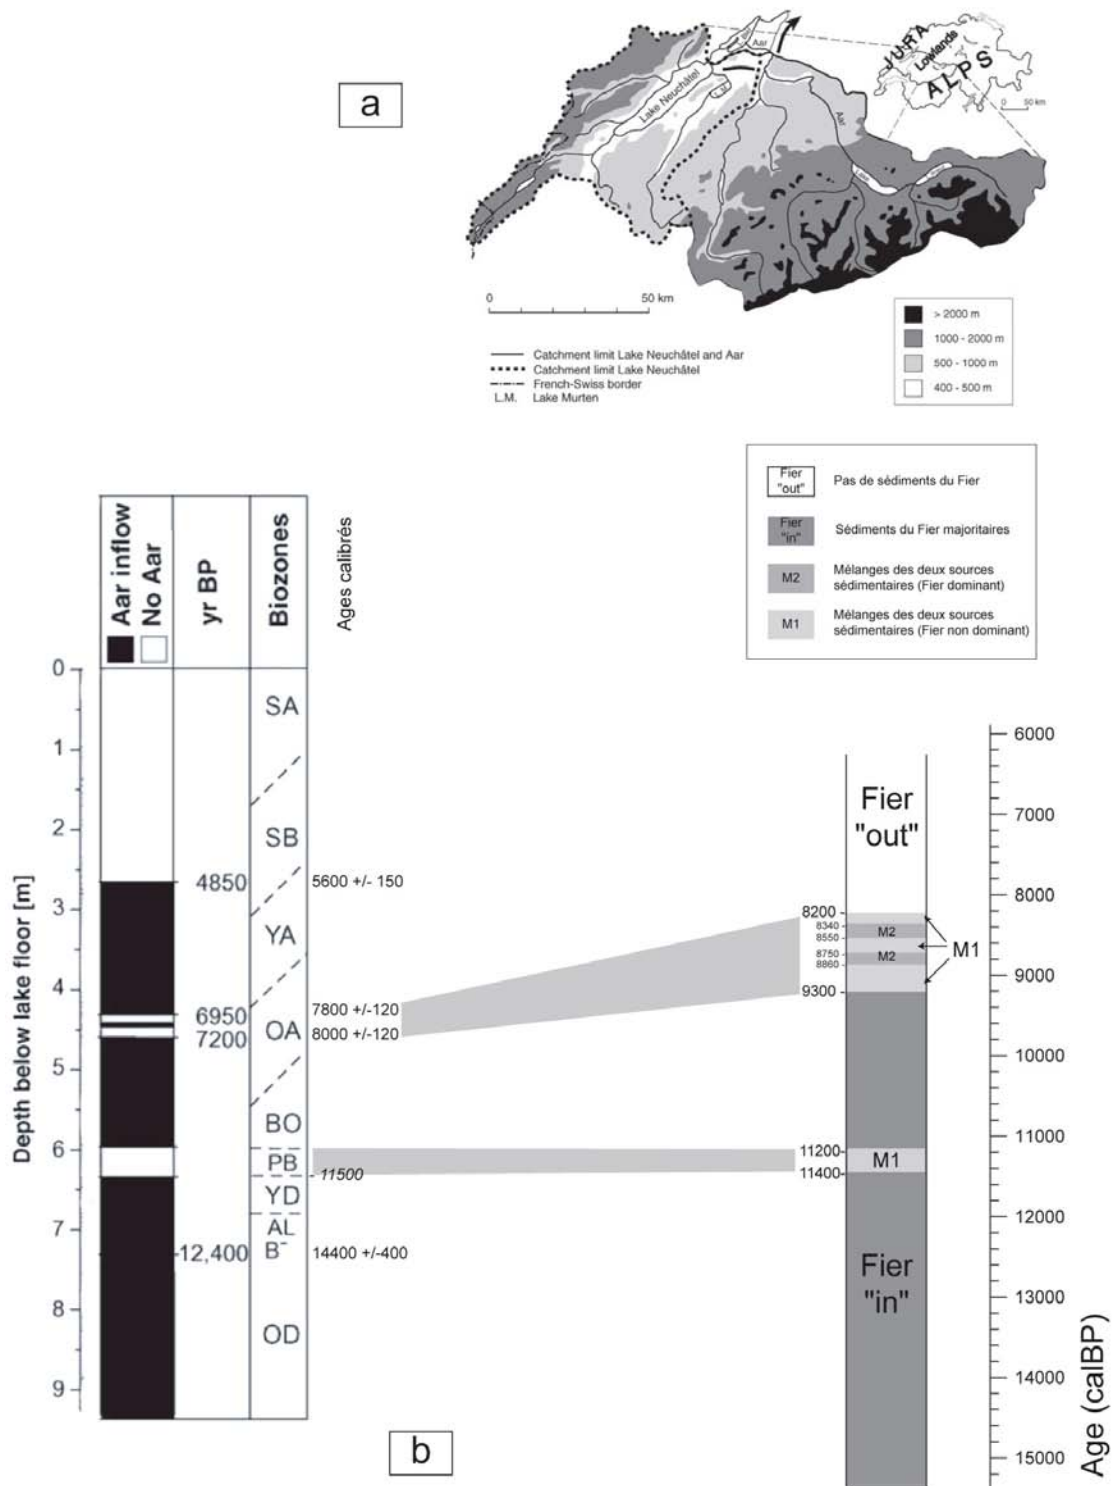 a
JURA
Lowlands
ALPS
0 50 km
Aar
Lake Neuchâtel
L.M.
Aar
0 50 km
Catchment limit Lake Neuchâtel and Aar
Catchment limit Lake Neuchâtel
French-Swiss border
L.M. Lake Murten
> 2000 m
1000 - 2000 m
500 - 1000 m
400 - 500 m
Fier
"out"
Pas de sédiments du Fier
Fier
"in"
Sédiments du Fier majoritaires
M2
Mélanges des deux sources
sédimentaires (Fier dominant)
M1
Mélanges des deux sources
sédimentaires (Fier non dominant)
Aar inflow
No Aar
yr BP
Biozones
Ages calibrés
Depth below lake floor [m]
0
1
2
3
4
5
6
7
8
9
4850
6950
7200
12,400
SA
SB
YA
OA
BO
PB
YD
AL
B
OD
5600 +/- 150
7800 +/-120
8000 +/-120
11500
14400 +/-400
8200
8340
8550
8750
8860
9300
11200
11400
Fier
"out"
M2
M2
M1
M1
Fier
"in"
6000
7000
8000
9000
10000
11000
12000
13000
14000
15000
Age (calBP)
b